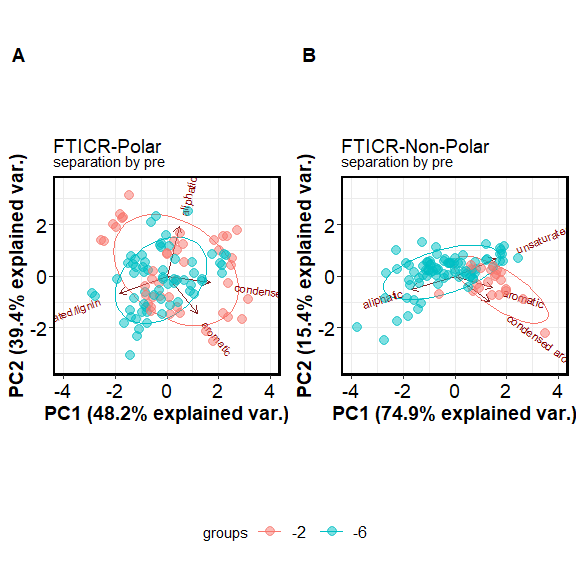 A
B
FTICR-Polar
separation by pre
FTICR-Non-Polar
separation by pre
PC2 (39.4% explained var.)
2
0
-2
aliphatic
condense
ated lignin
aromatic
-4
-2
0
2
4
PC1 (48.2% explained var.)
PC2 (15.4% explained var.)
2
0
-2
unsaturate
aliphatic
aromatic
condensed aro
-4
-2
0
2
4
PC1 (74.9% explained var.)
groups
-2
-6